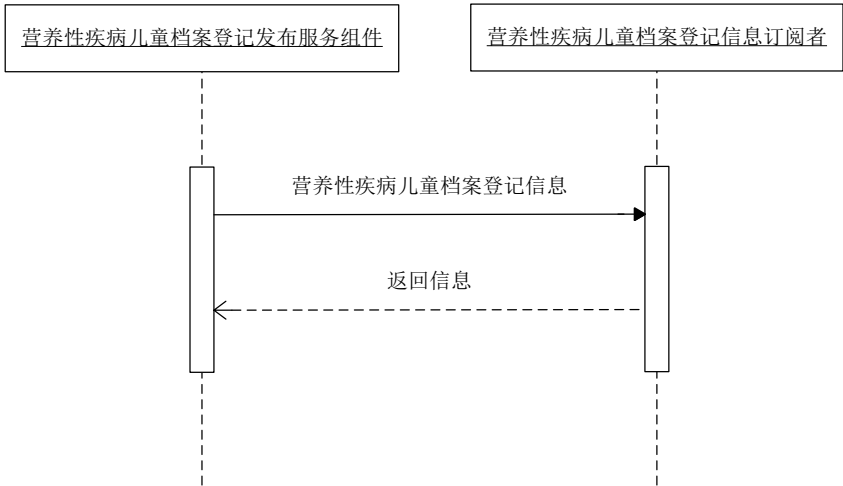 营养性疾病儿童档案登记发布服务组件
营养性疾病儿童档案登记信息订阅者
营养性疾病儿童档案登记信息
返回信息